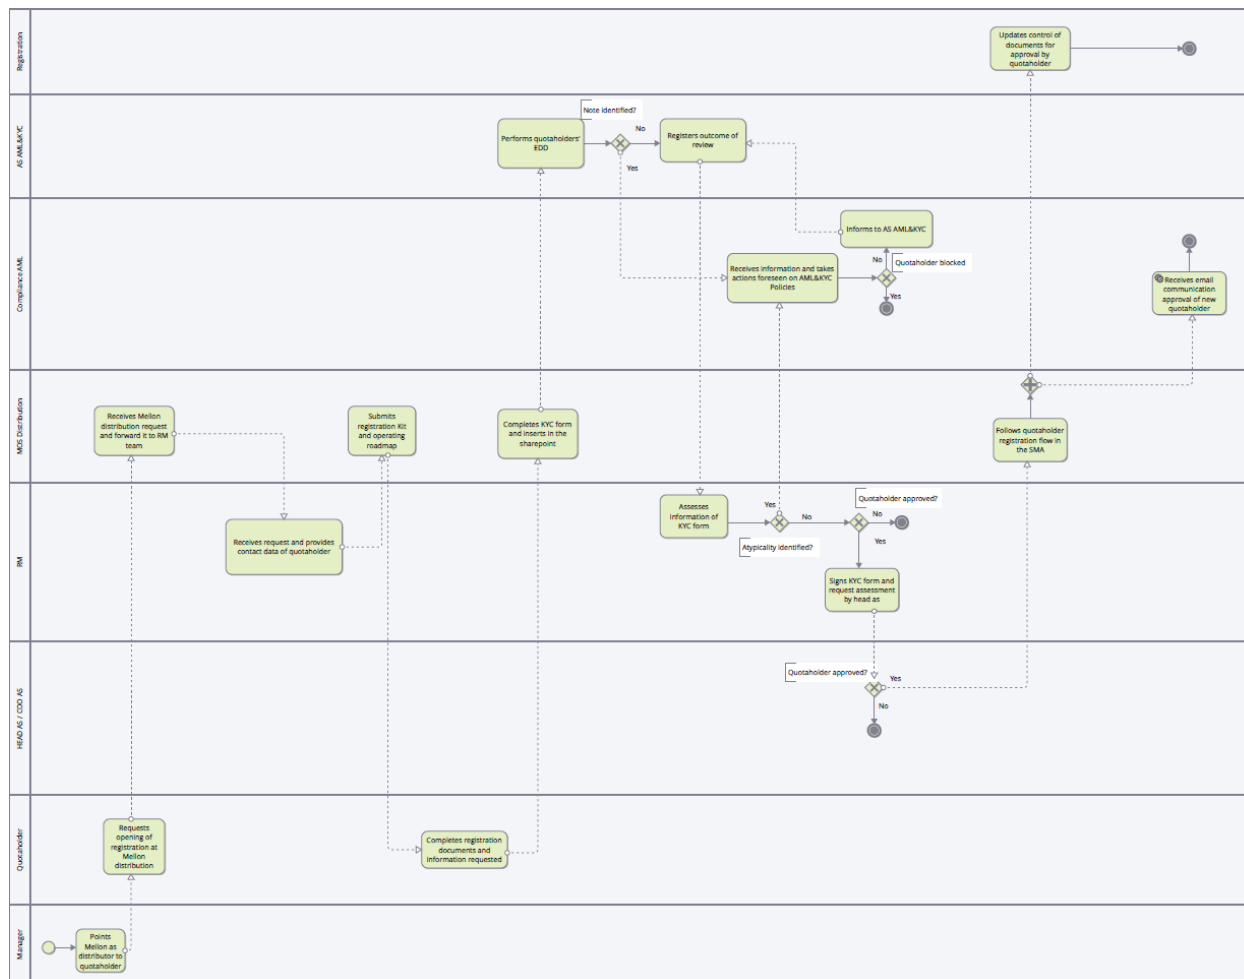 Registration
Updates control of
documents for
approval by
quotaholder
AS AML&KYC
Performs quotaholders'
EDD
Note identified?
No
Yes
Registers outcome of
review
Compliance AML
Informs to AS AML&KYC
Receives information and takes
actions foreseen on AML&KYC
Policies
No
Quotaholder blocked
Yes
Receives email
communication
approval of new
quotaholder
MOS Distribution
Receives Mellon
distribution request
and forward it to RM
team
Submits
registration Kit
and operating
roadmap
Completes KYC form
and inserts in the
sharepoint
Follows quotaholder
registration flow in
the SMA
RM
Receives request and provides
contact data of quotaholder
Assesses
information of
KYC form
Yes
No
Atypicality identified?
Quotaholder approved?
No
Yes
Signs KYC form and
request assessment
by head as
HEAD AS / COO AS
Quotaholder approved?
Yes
No
Quotaholder
Requests
opening of
registration at
Mellon
distribution
Completes registration
documents and
information requested
Manager
Points
Mellon as
distributor to
quotaholder